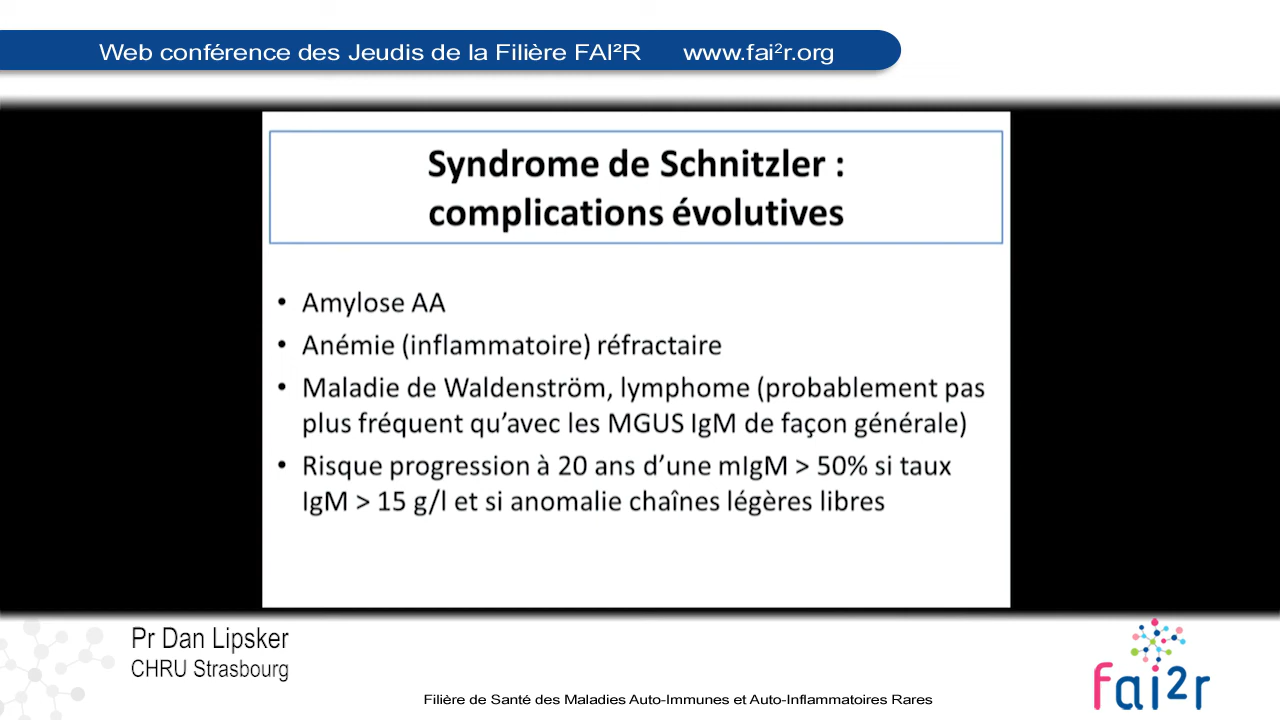 Web conférence des Jeudis de la Filière FAI²R www.fai²r.org
Syndrome de Schnitzler :
complications évolutives
• Amylose AA
• Anémie (inflammatoire) réfractaire
• Maladie de Waldenström, lymphome (probablement pas
plus fréquent qu’avec les MGUS IgM de façon générale)
• Risque progression à 20 ans d’une mIgM > 50% si taux
IgM > 15 g/l et si anomalie chaînes légères libres
Pr Dan Lipsker
CHRU Strasbourg
fai2r
Filière de Santé des Maladies Auto-Immunes et Auto-Inflammatoires Rares